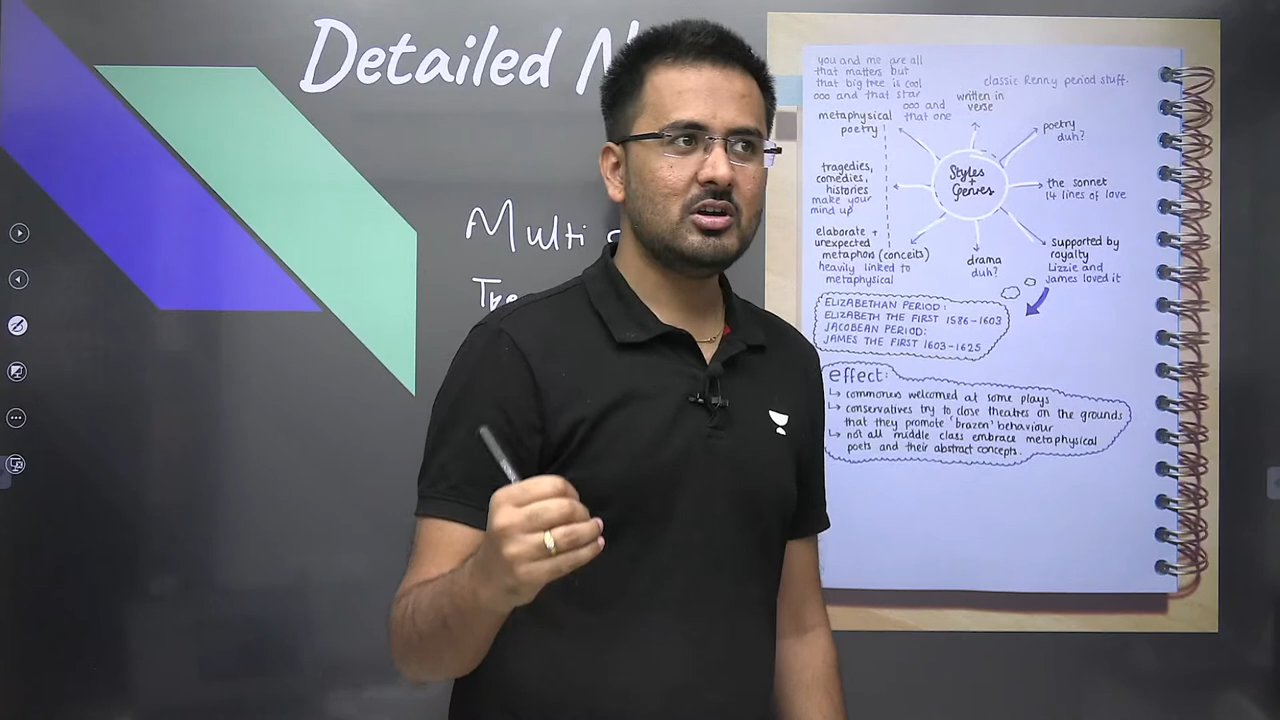 Detailed N
Multi
Tre
you and me are all
that matters but
that big tree is cool
ooo and that star
ooo and
that one
classic Renny period stuff.
metaphysical
poetry
written in
verse
poetry
duh?
tragedies,
comedies,
histories
make your
mind up
Styles
+
Genres
the sonnet
14 lines of love
elaborate +
unexpected
metaphors (conceits)
heavily linked to
metaphysical
drama
duh?
supported by
royalty
Lizzie and
James loved it
ELIZABETHAN PERIOD:
ELIZABETH THE FIRST 1586-1603
JACOBEAN PERIOD:
JAMES THE FIRST 1603-1625
effect:
↳ commoners welcomed at some plays
↳ conservatives try to close theatres on the grounds
that they promote 'brazen' behaviour
↳ not all middle class embrace metaphysical
poets and their abstract concepts.